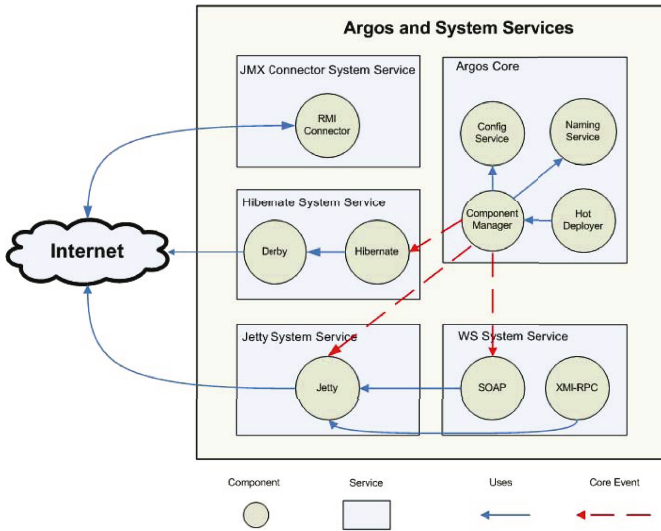 Argos and System Services
JMX Connector System Service
RMI
Connector
Argos Core
Config
Service
Naming
Service
Component
Manager
Hot
Deployer
Hibernate System Service
Derby
Hibernate
Internet
Jetty System Service
Jetty
WS System Service
SOAP
XMI-RPC
Component
Service
Uses
Core Event